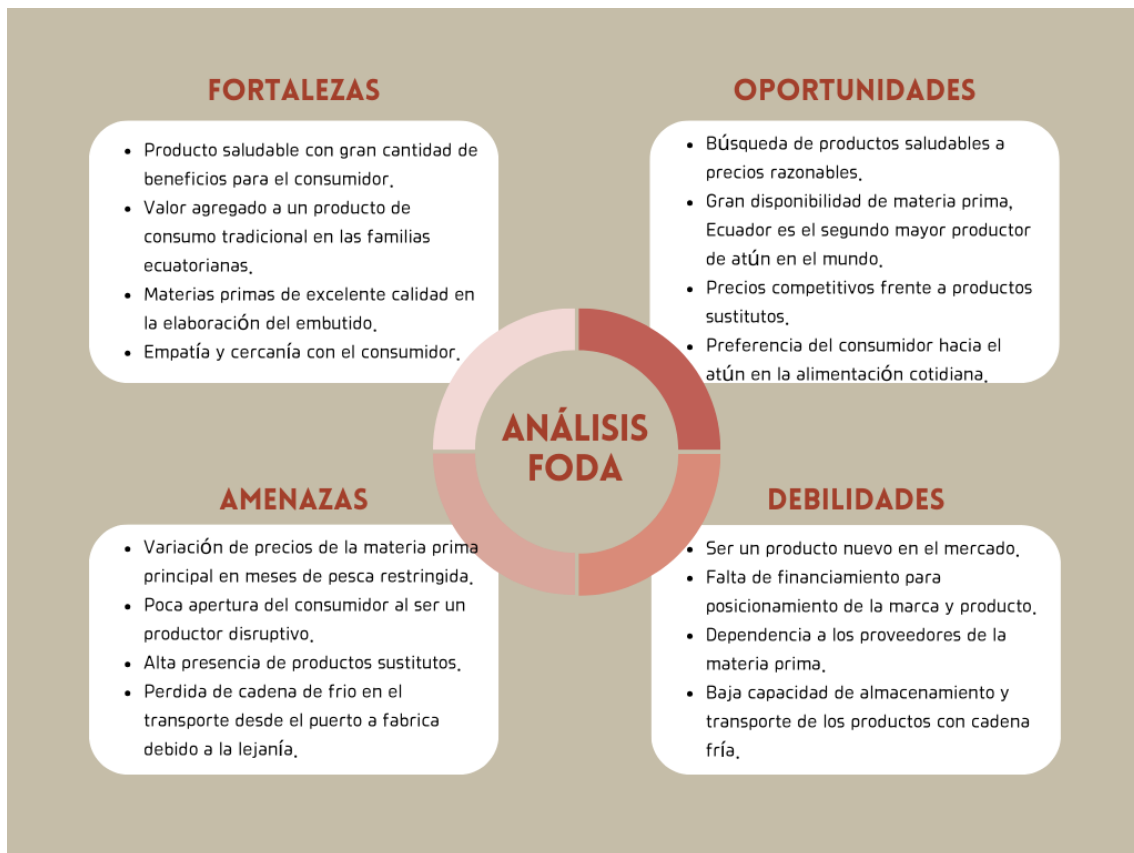 FORTALEZAS
• Producto saludable con gran cantidad de
beneficios para el consumidor.
• Valor agregado a un producto de
consumo tradicional en las familias
ecuatorianas.
• Materias primas de excelente calidad en
la elaboración del embutido.
• Empatía y cercanía con el consumidor.
OPORTUNIDADES
• Búsqueda de productos saludables a
precios razonables.
• Gran disponibilidad de materia prima,
Ecuador es el segundo mayor productor
de atún en el mundo.
• Precios competitivos frente a productos
sustitutos.
• Preferencia del consumidor hacia el
atún en la alimentación cotidiana.
ANÁLISIS
FODA
AMENAZAS
• Variación de precios de la materia prima
principal en meses de pesca restringida.
• Poca apertura del consumidor al ser un
productor disruptivo.
• Alta presencia de productos sustitutos.
• Perdida de cadena de frio en el
transporte desde el puerto a fabrica
debido a la lejanía.
DEBILIDADES
• Ser un producto nuevo en el mercado.
• Falta de financiamiento para
posicionamiento de la marca y producto.
• Dependencia a los proveedores de la
materia prima.
• Baja capacidad de almacenamiento y
transporte de los productos con cadena
fría.